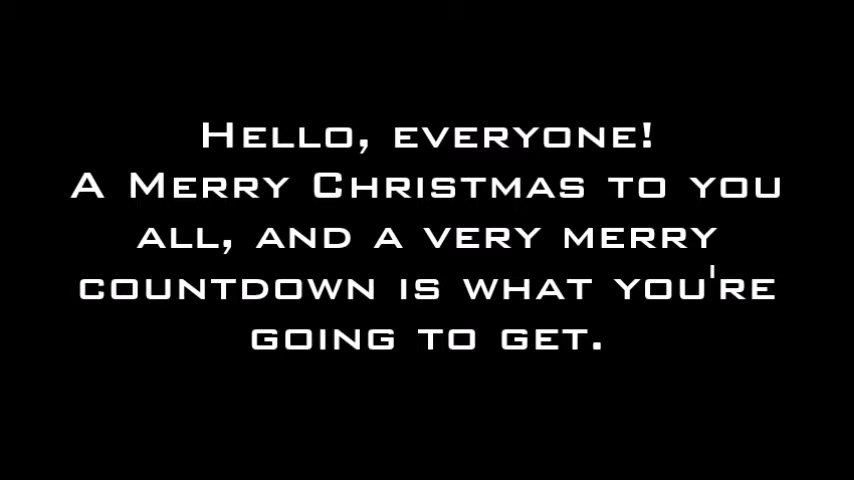 Hello, everyone!
A Merry Christmas to you
all, and a very merry
countdown is what you're
going to get.